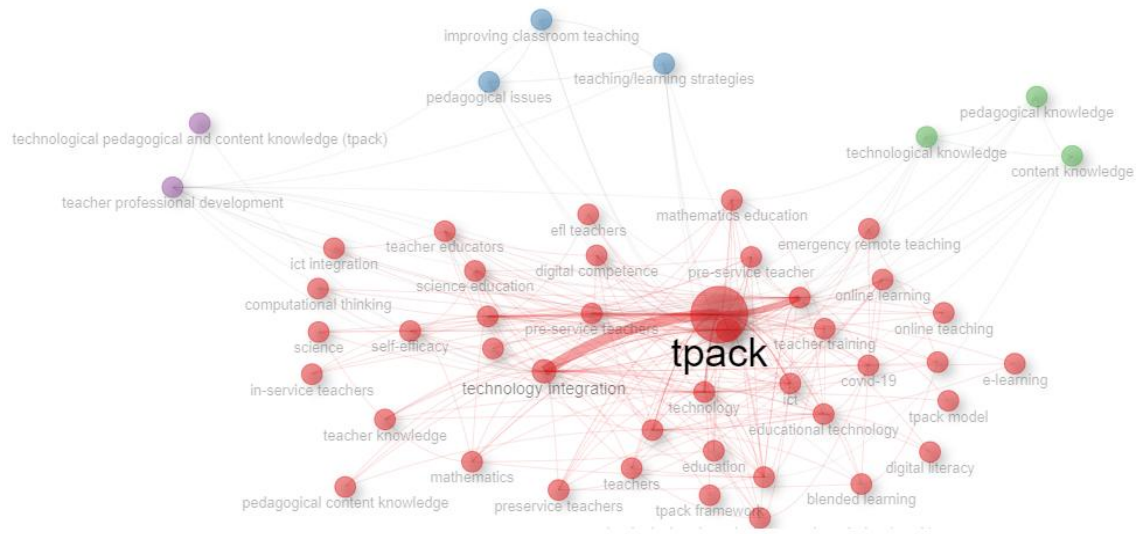 improving classroom teaching
teaching/learning strategies
pedagogical issues
pedagogical knowledge
technological pedagogical and content knowledge (tpack)
technological knowledge
content knowledge
teacher professional development
mathematics education
efl teachers
teacher educators
emergency remote teaching
ict integration
digital competence
pre-service teacher
science education
online learning
computational thinking
pre-service teachers
online teaching
science
self-efficacy
teacher training
tpack
in-service teachers
technology integration
covid-19
e-learning
technology
ict
tpack model
teacher knowledge
educational technology
mathematics
education
digital literacy
teachers
pedagogical content knowledge
preservice teachers
tpack framework
blended learning